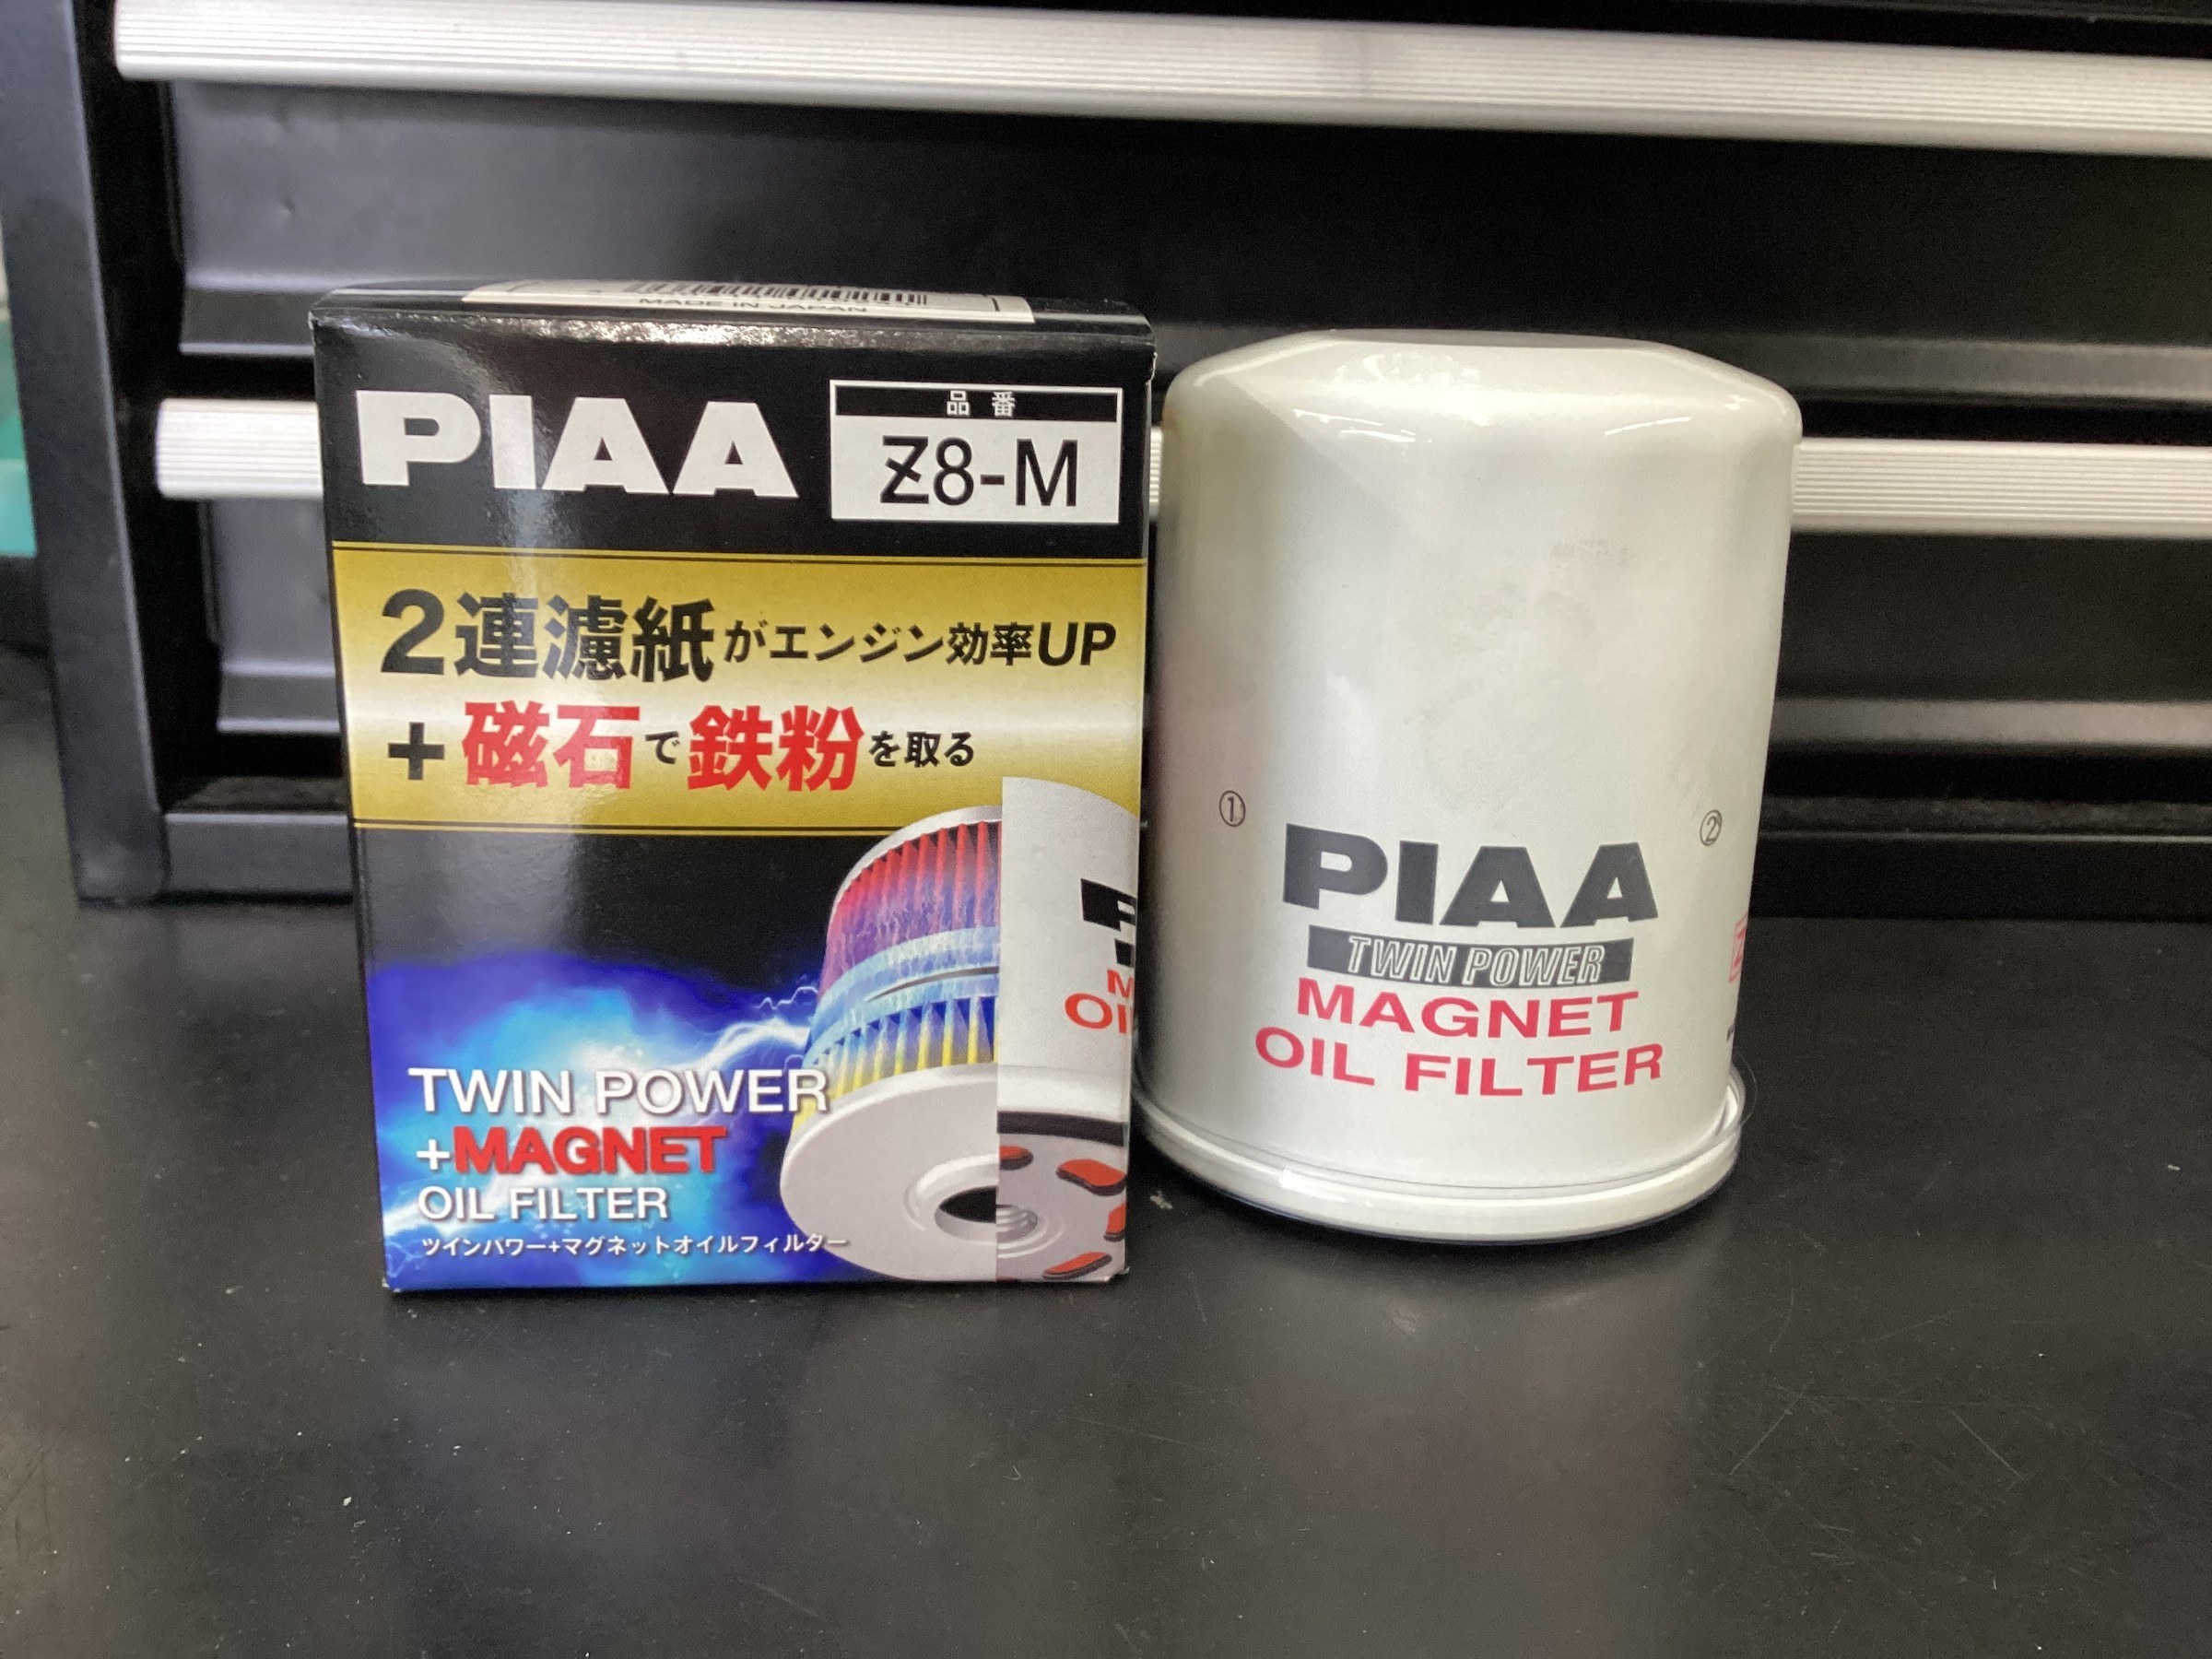 MADE IN JAPAN
PIAA
品番
Z8-M
2連濾紙がエンジン効率UP
+磁石で鉄粉を取る
TWIN POWER
+MAGNET
OIL FILTER
ツインパワー+マグネットオイルフィルター
①
②
PIAA
TWIN POWER
MAGNET
OIL FILTER